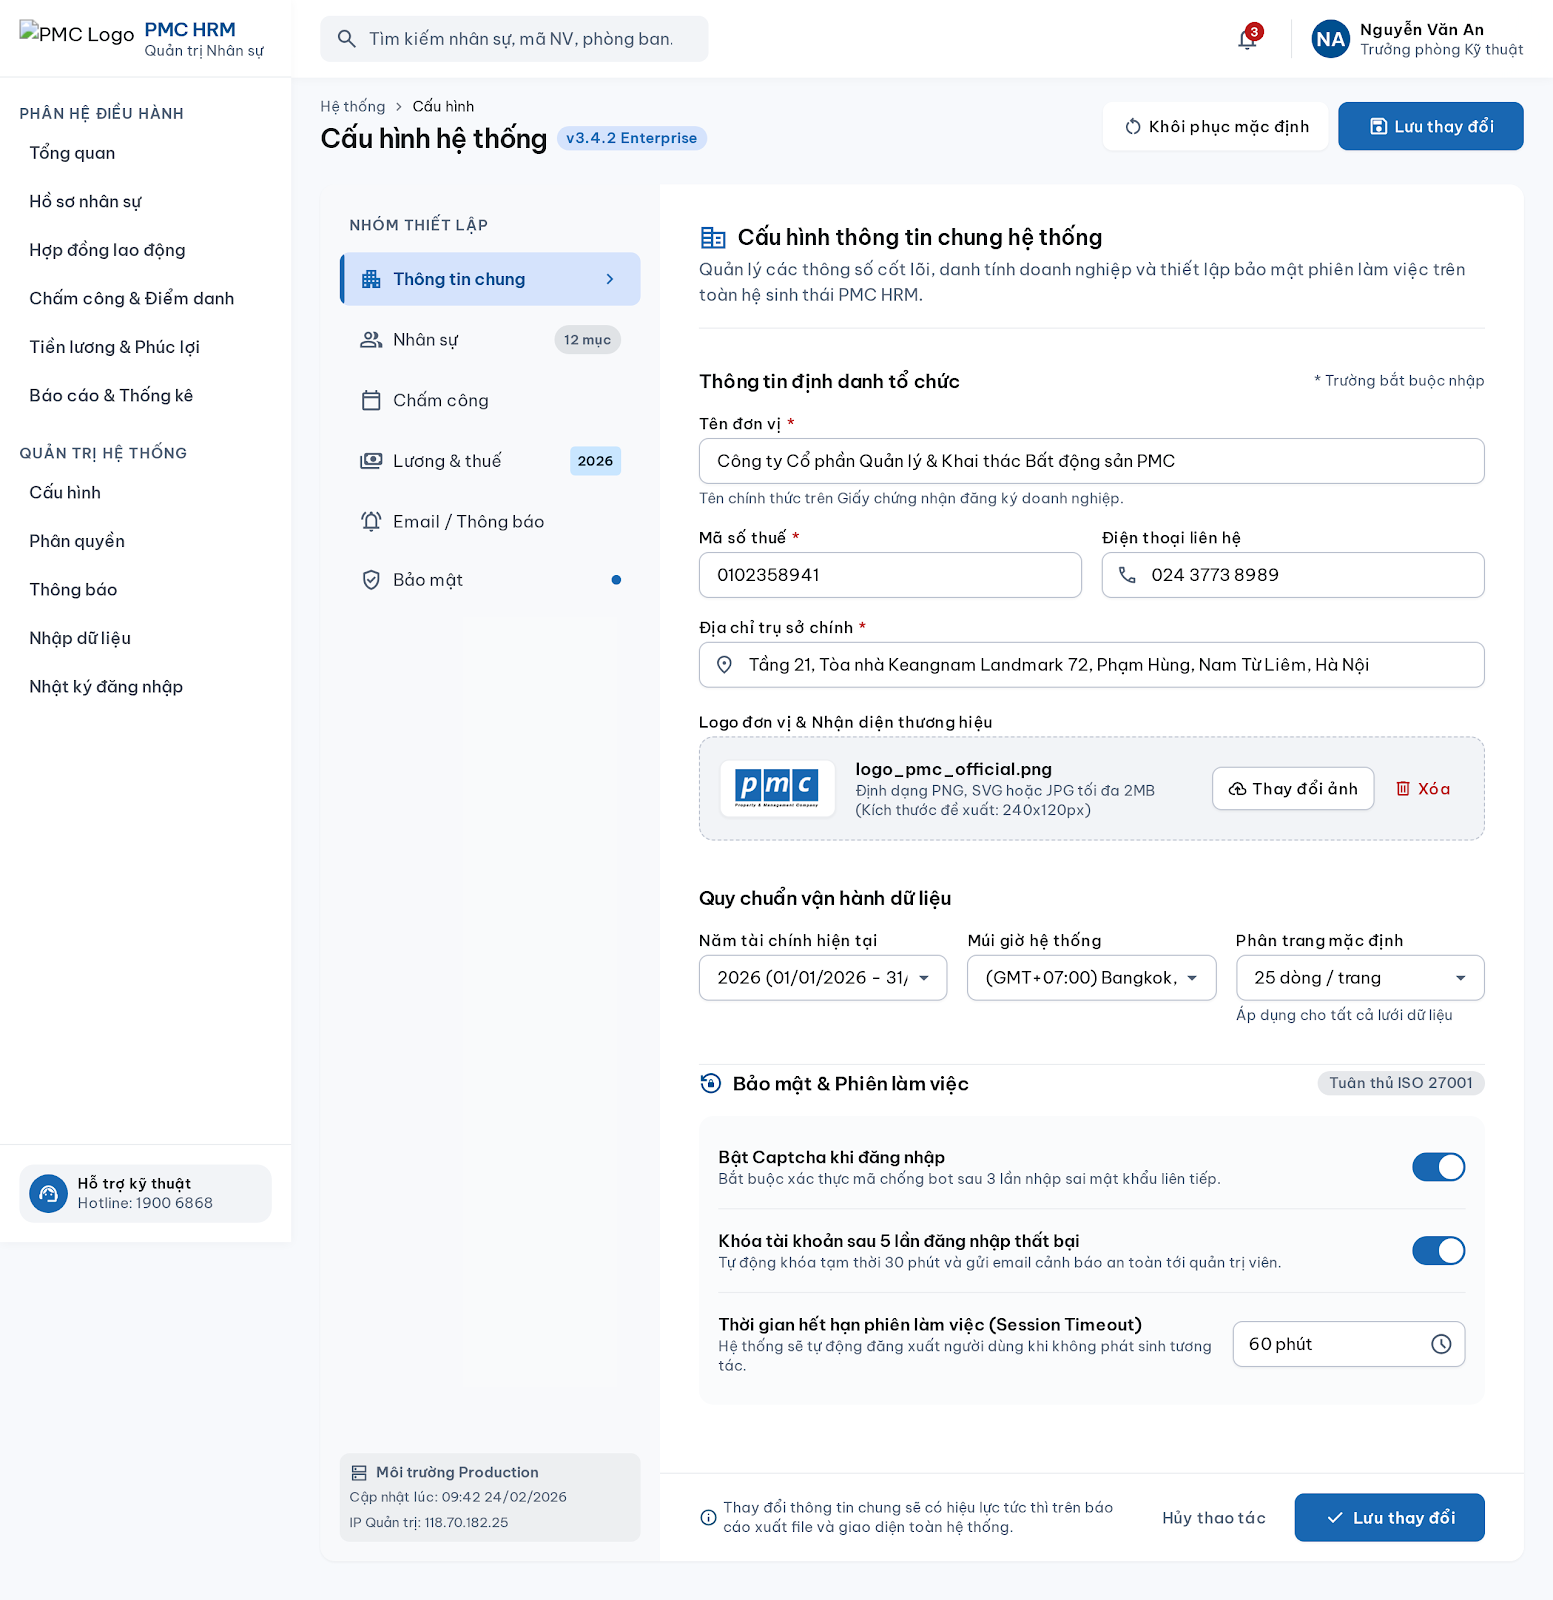 PMC Logo
PMC HRM
Quản trị Nhân sự
Tìm kiếm nhân sự, mã NV, phòng ban.
3
NA
Nguyễn Văn An
Trưởng phòng Kỹ thuật
PHÂN HỆ ĐIỀU HÀNH
Tổng quan
Hồ sơ nhân sự
Hợp đồng lao động
Chấm công & Điểm danh
Tiền lương & Phúc lợi
Báo cáo & Thống kê
QUẢN TRỊ HỆ THỐNG
Cấu hình
Phân quyền
Thông báo
Nhập dữ liệu
Nhật ký đăng nhập
Hỗ trợ kỹ thuật
Hotline: 1900 6868
Hệ thống > Cấu hình
Cấu hình hệ thống
v3.4.2 Enterprise
Khôi phục mặc định
Lưu thay đổi
NHÓM THIẾT LẬP
Thông tin chung
Nhân sự
12 mục
Chấm công
Lương & thuế
2026
Email / Thông báo
Bảo mật
Môi trường Production
Cập nhật lúc: 09:42 24/02/2026
IP Quản trị: 118.70.182.25
Cấu hình thông tin chung hệ thống
Quản lý các thông số cốt lõi, danh tính doanh nghiệp và thiết lập bảo mật phiên làm việc trên
toàn hệ sinh thái PMC HRM.
Thông tin định danh tổ chức
* Trường bắt buộc nhập
Tên đơn vị *
Công ty Cổ phần Quản lý & Khai thác Bất động sản PMC
Tên chính thức trên Giấy chứng nhận đăng ký doanh nghiệp.
Mã số thuế *
Điện thoại liên hệ
0102358941
024 3773 8989
Địa chỉ trụ sở chính *
Tầng 21, Tòa nhà Keangnam Landmark 72, Phạm Hùng, Nam Từ Liêm, Hà Nội
Logo đơn vị & Nhận diện thương hiệu
pmc
Property & Management Company
logo_pmc_official.png
Định dạng PNG, SVG hoặc JPG tối đa 2MB
(Kích thước đề xuất: 240x120px)
Thay đổi ảnh
Xóa
Quy chuẩn vận hành dữ liệu
Năm tài chính hiện tại
Múi giờ hệ thống
Phân trang mặc định
2026 (01/01/2026 - 31/
(GMT+07:00) Bangkok,
25 dòng / trang
Áp dụng cho tất cả lưới dữ liệu
Bảo mật & Phiên làm việc
Tuân thủ ISO 27001
Bật Captcha khi đăng nhập
Bắt buộc xác thực mã chống bot sau 3 lần nhập sai mật khẩu liên tiếp.
Khóa tài khoản sau 5 lần đăng nhập thất bại
Tự động khóa tạm thời 30 phút và gửi email cảnh báo an toàn tới quản trị viên.
Thời gian hết hạn phiên làm việc (Session Timeout)
Hệ thống sẽ tự động đăng xuất người dùng khi không phát sinh tương
tác.
60 phút
Thay đổi thông tin chung sẽ có hiệu lực tức thì trên báo
cáo xuất file và giao diện toàn hệ thống.
Hủy thao tác
Lưu thay đổi